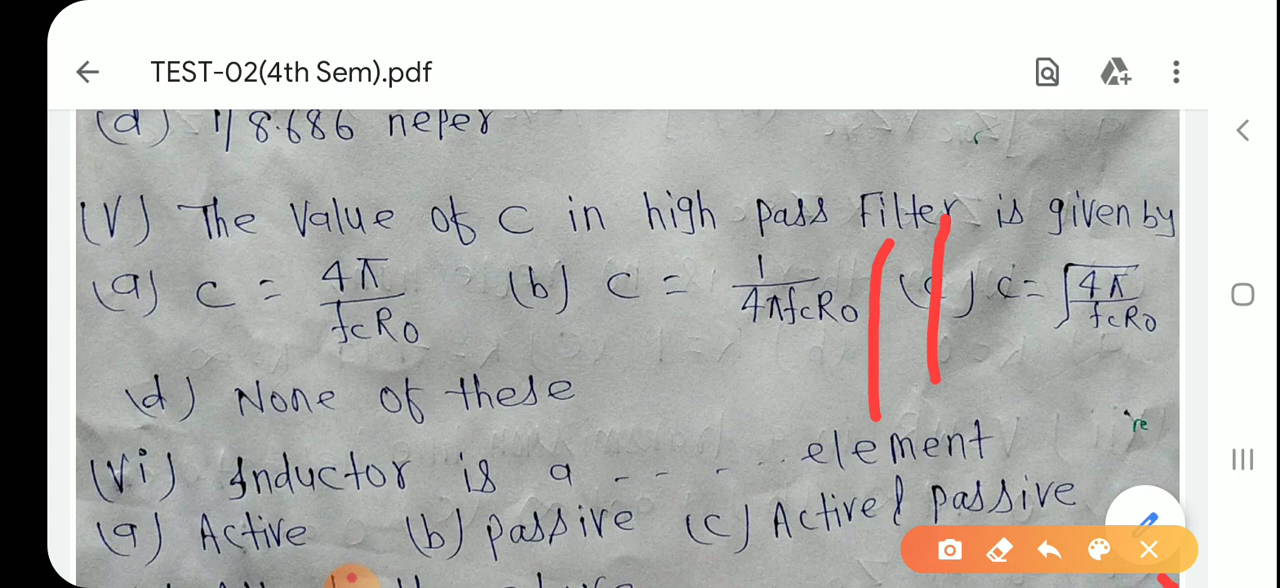 TEST-02(4th Sem).pdf
(d) 1/8.686 neper
(V) The Value of C in high pass Filter is given by
(a) C = 4π/fcR0 (b) C = 1/4πfcR0 (c) C = √4π/fcR0
(d) None of these
(Vi) Inductor is a - - - .. element
(a) Active (b) passive (c) Active & passive